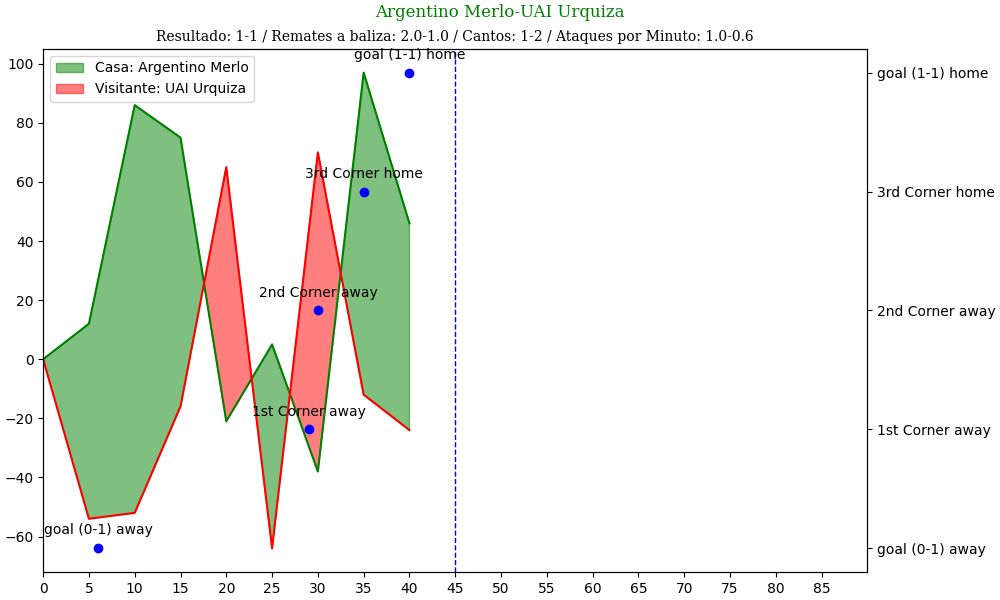 Argentino Merlo-UAI Urquiza
Resultado: 1-1 / Remates a baliza: 2.0-1.0 / Cantos: 1-2 / Ataques por Minuto: 1.0-0.6
goal (1-1) home
Casa: Argentino Merlo
Visitante: UAI Urquiza
3rd Corner home
2nd Corner away
1st Corner away
goal (0-1) away
100
80
60
40
20
0
−20
−40
−60
goal (1-1) home
3rd Corner home
2nd Corner away
1st Corner away
goal (0-1) away
0 5 10 15 20 25 30 35 40 45 50 55 60 65 70 75 80 85